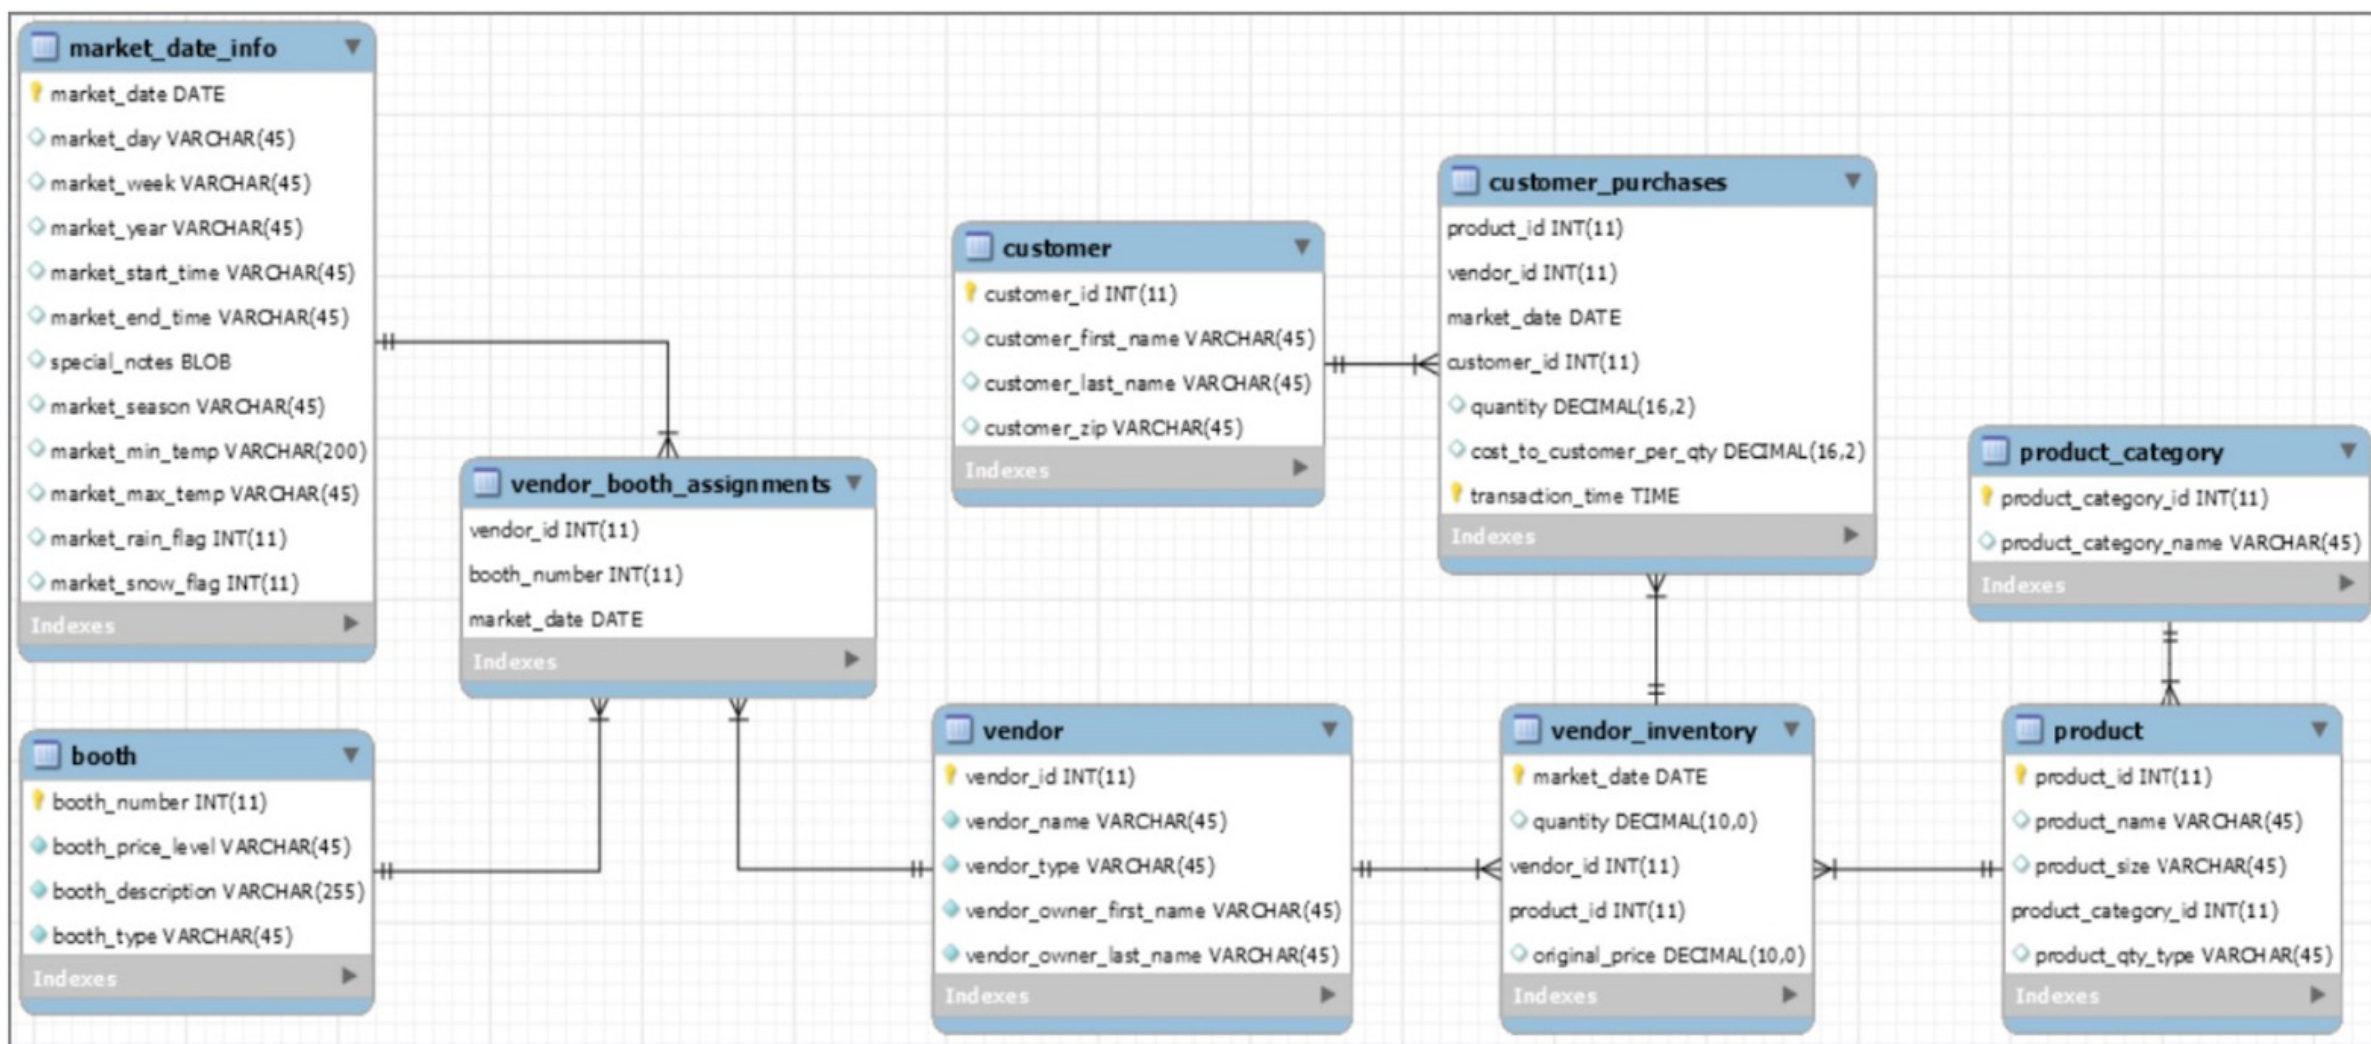 market_date_info
market_date DATE
market_day VARCHAR(45)
market_week VARCHAR(45)
market_year VARCHAR(45)
market_start_time VARCHAR(45)
market_end_time VARCHAR(45)
special_notes BLOB
market_season VARCHAR(45)
market_min_temp VARCHAR(200)
market_max_temp VARCHAR(45)
market_rain_flag INT(11)
market_snow_flag INT(11)
Indexes
booth
booth_number INT(11)
booth_price_level VARCHAR(45)
booth_description VARCHAR(255)
booth_type VARCHAR(45)
Indexes
vendor_booth_assignments
vendor_id INT(11)
booth_number INT(11)
market_date DATE
Indexes
customer
customer_id INT(11)
customer_first_name VARCHAR(45)
customer_last_name VARCHAR(45)
customer_zip VARCHAR(45)
Indexes
vendor
vendor_id INT(11)
vendor_name VARCHAR(45)
vendor_type VARCHAR(45)
vendor_owner_first_name VARCHAR(45)
vendor_owner_last_name VARCHAR(45)
Indexes
customer_purchases
product_id INT(11)
vendor_id INT(11)
market_date DATE
customer_id INT(11)
quantity DECIMAL(16,2)
cost_to_customer_per_qty DECIMAL(16,2)
transaction_time TIME
Indexes
vendor_inventory
market_date DATE
quantity DECIMAL(10,0)
vendor_id INT(11)
product_id INT(11)
original_price DECIMAL(10,0)
Indexes
product_category
product_category_id INT(11)
product_category_name VARCHAR(45)
Indexes
product
product_id INT(11)
product_name VARCHAR(45)
product_size VARCHAR(45)
product_category_id INT(11)
product_qty_type VARCHAR(45)
Indexes